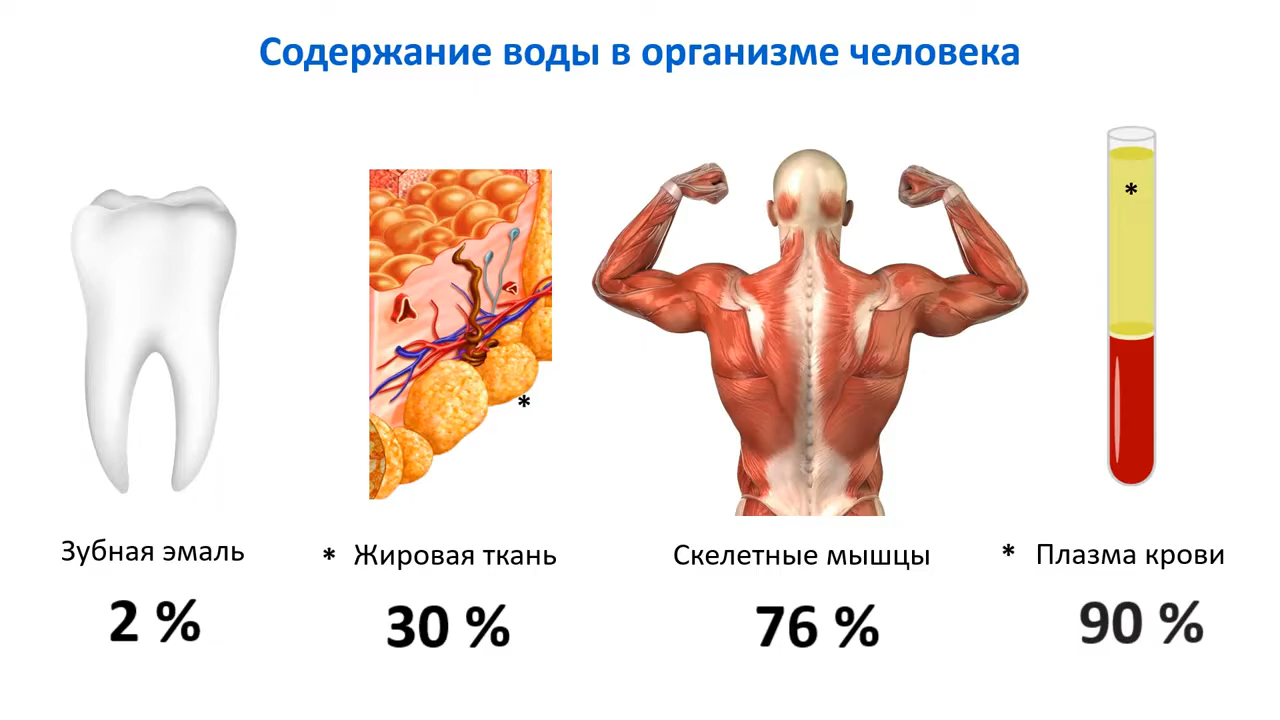 Содержание воды в организме человека
*
*
Зубная эмаль
* Жировая ткань
Скелетные мышцы
* Плазма крови
2 %
30 %
76 %
90 %